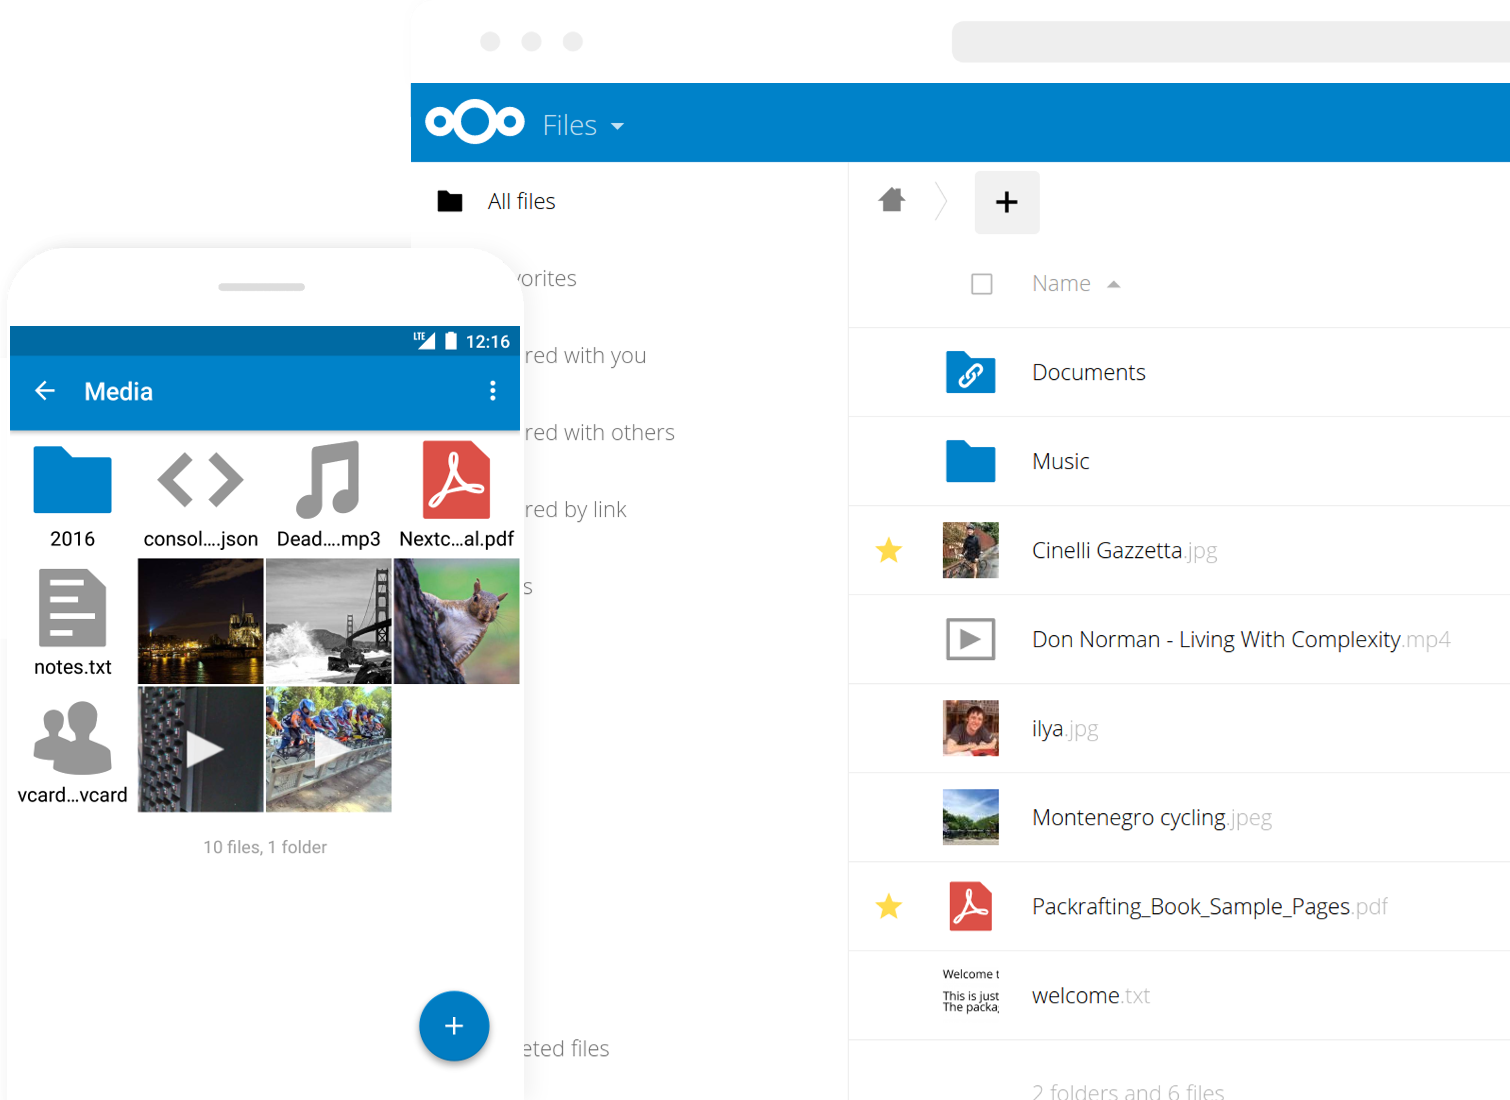 Files
All files
vorites
red with you
red with others
red by link
s
eted files
Name
Documents
Music
Cinelli Gazzetta.jpg
Don Norman - Living With Complexity.mp4
ilya.jpg
Montenegro cycling.jpeg
Packrafting_Book_Sample_Pages.pdf
Welcome t
This is just
The packa
welcome.txt
2 folders and 6 files
LTE 12:16
Media
2016
consol....json
Dead....mp3
Nextc...al.pdf
notes.txt
vcard...vcard
10 files, 1 folder